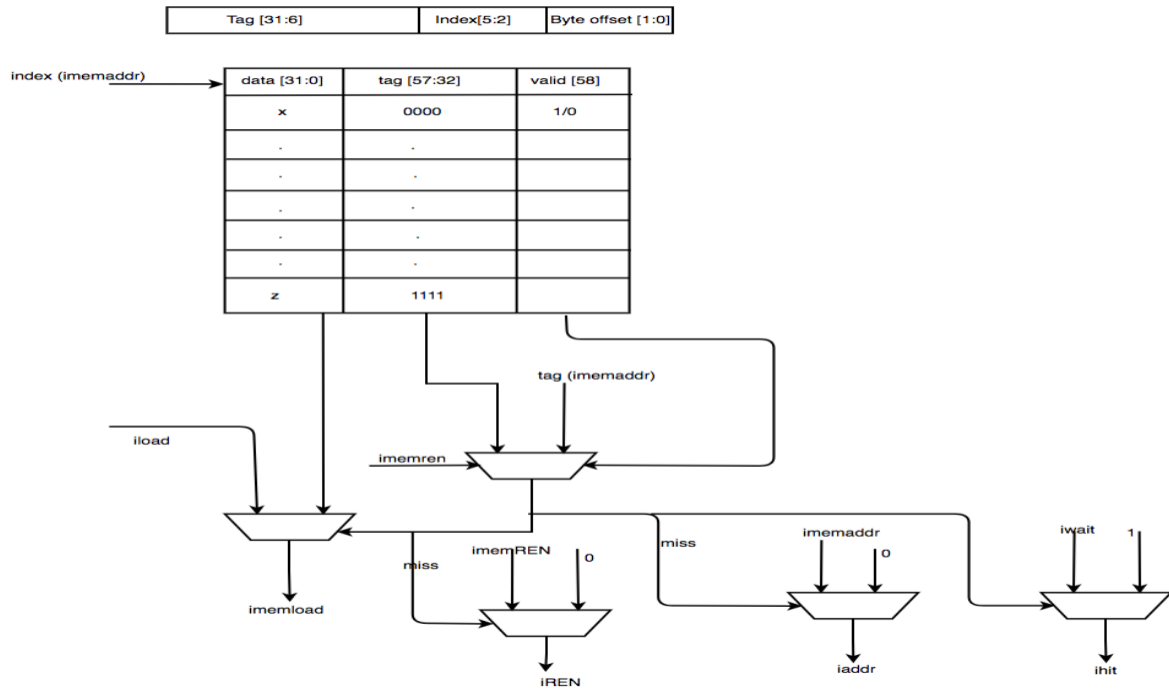 Tag [31:6] Index[5:2] Byte offset [1:0]
index (imemaddr)
data [31:0] tag [57:32] valid [58]
x 0000 1/0
. .
. .
. .
. .
. .
z 1111
tag (imemaddr)
iload
imemren
imemREN 0
miss
imemload
iREN
miss
imemaddr 0
iaddr
iwait 1
ihit